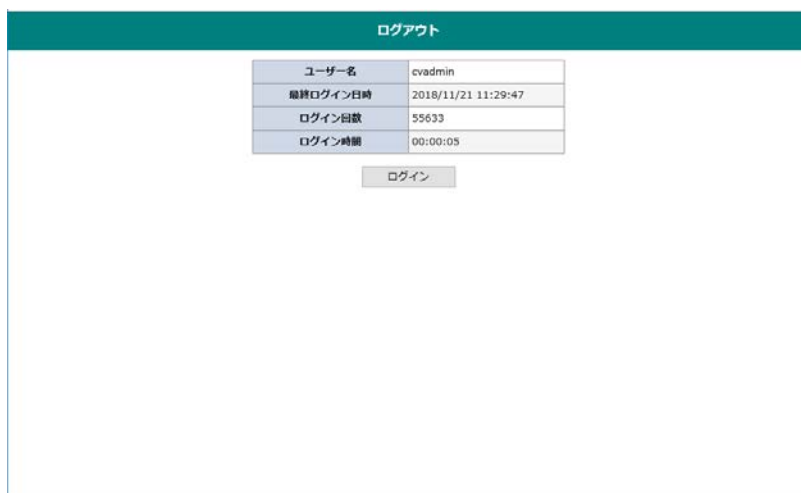 ログアウト
ユーザー名 cvadmin
最終ログイン日時 2018/11/21 11:29:47
ログイン回数 55633
ログイン時間 00:00:05
ログイン